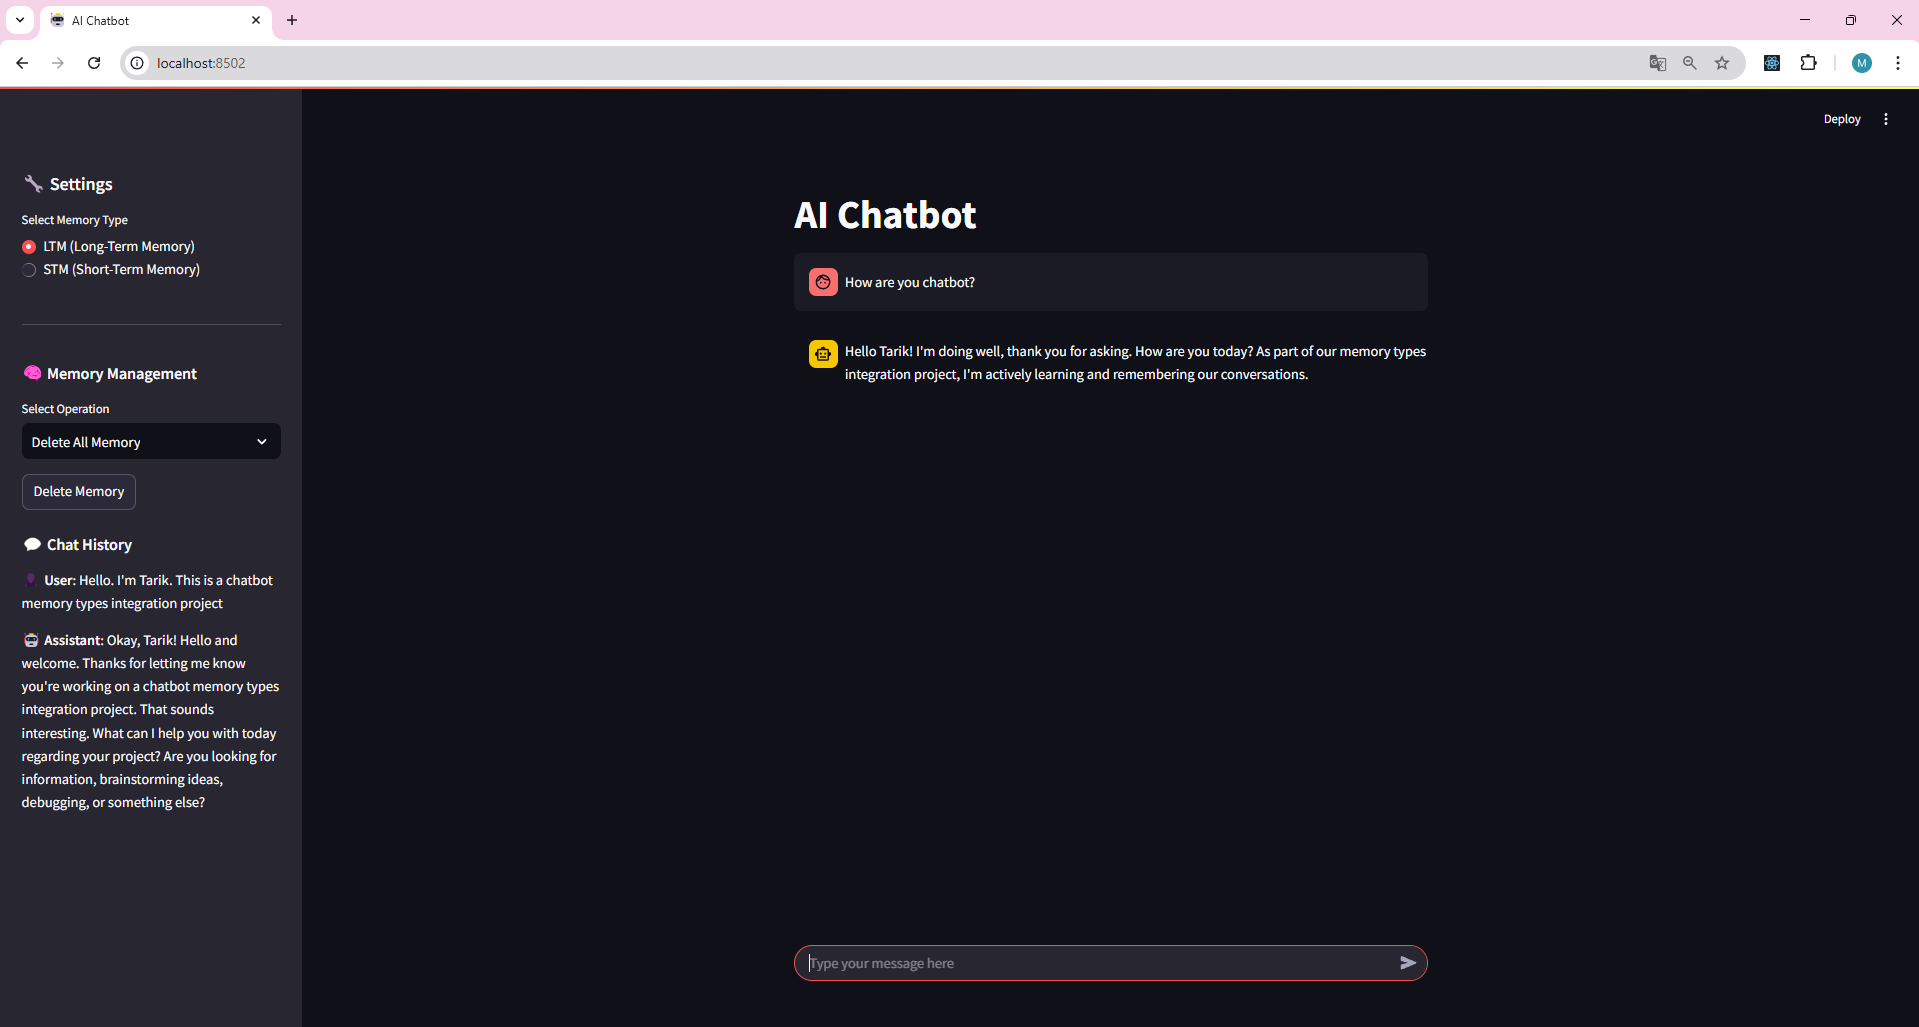 AI Chatbot
localhost:8502
M
Deploy
Settings
Select Memory Type
LTM (Long-Term Memory)
STM (Short-Term Memory)
Memory Management
Select Operation
Delete All Memory
Delete Memory
Chat History
User: Hello. I'm Tarik. This is a chatbot
memory types integration project
Assistant: Okay, Tarik! Hello and
welcome. Thanks for letting me know
you're working on a chatbot memory types
integration project. That sounds
interesting. What can I help you with today
regarding your project? Are you looking for
information, brainstorming ideas,
debugging, or something else?
AI Chatbot
How are you chatbot?
Hello Tarik! I'm doing well, thank you for asking. How are you today? As part of our memory types
integration project, I'm actively learning and remembering our conversations.
Type your message here